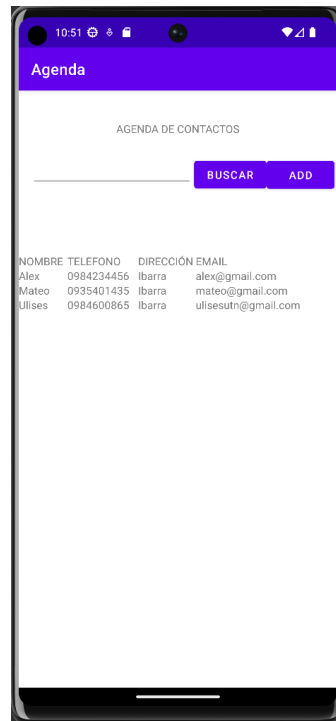 10:51
Agenda
AGENDA DE CONTACTOS
BUSCAR ADD
NOMBRE TELEFONO DIRECCIÓN EMAIL
Alex 0984234456 Ibarra alex@gmail.com
Mateo 0935401435 Ibarra mateo@gmail.com
Ulises 0984600865 Ibarra ulisesutn@gmail.com